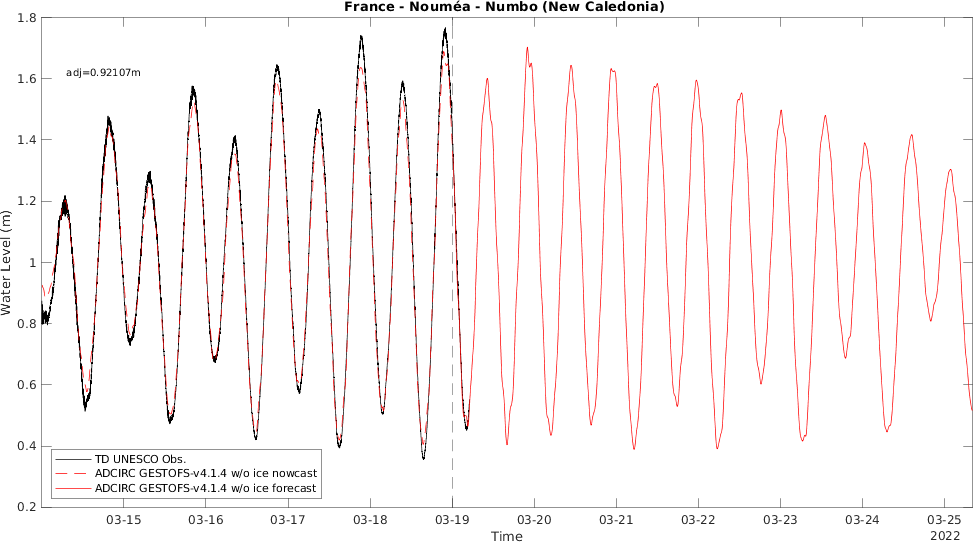 France - Nouméa - Numbo (New Caledonia)
1.8
1.6
1.4
1.2
1
0.8
0.6
0.4
0.2
Water Level (m)
adj=0.92107m
TD UNESCO Obs.
ADCIRC GESTOFS-v4.1.4 w/o ice nowcast
ADCIRC GESTOFS-v4.1.4 w/o ice forecast
03-15 03-16 03-17 03-18 03-19 03-20 03-21 03-22 03-23 03-24 03-25
2022
Time